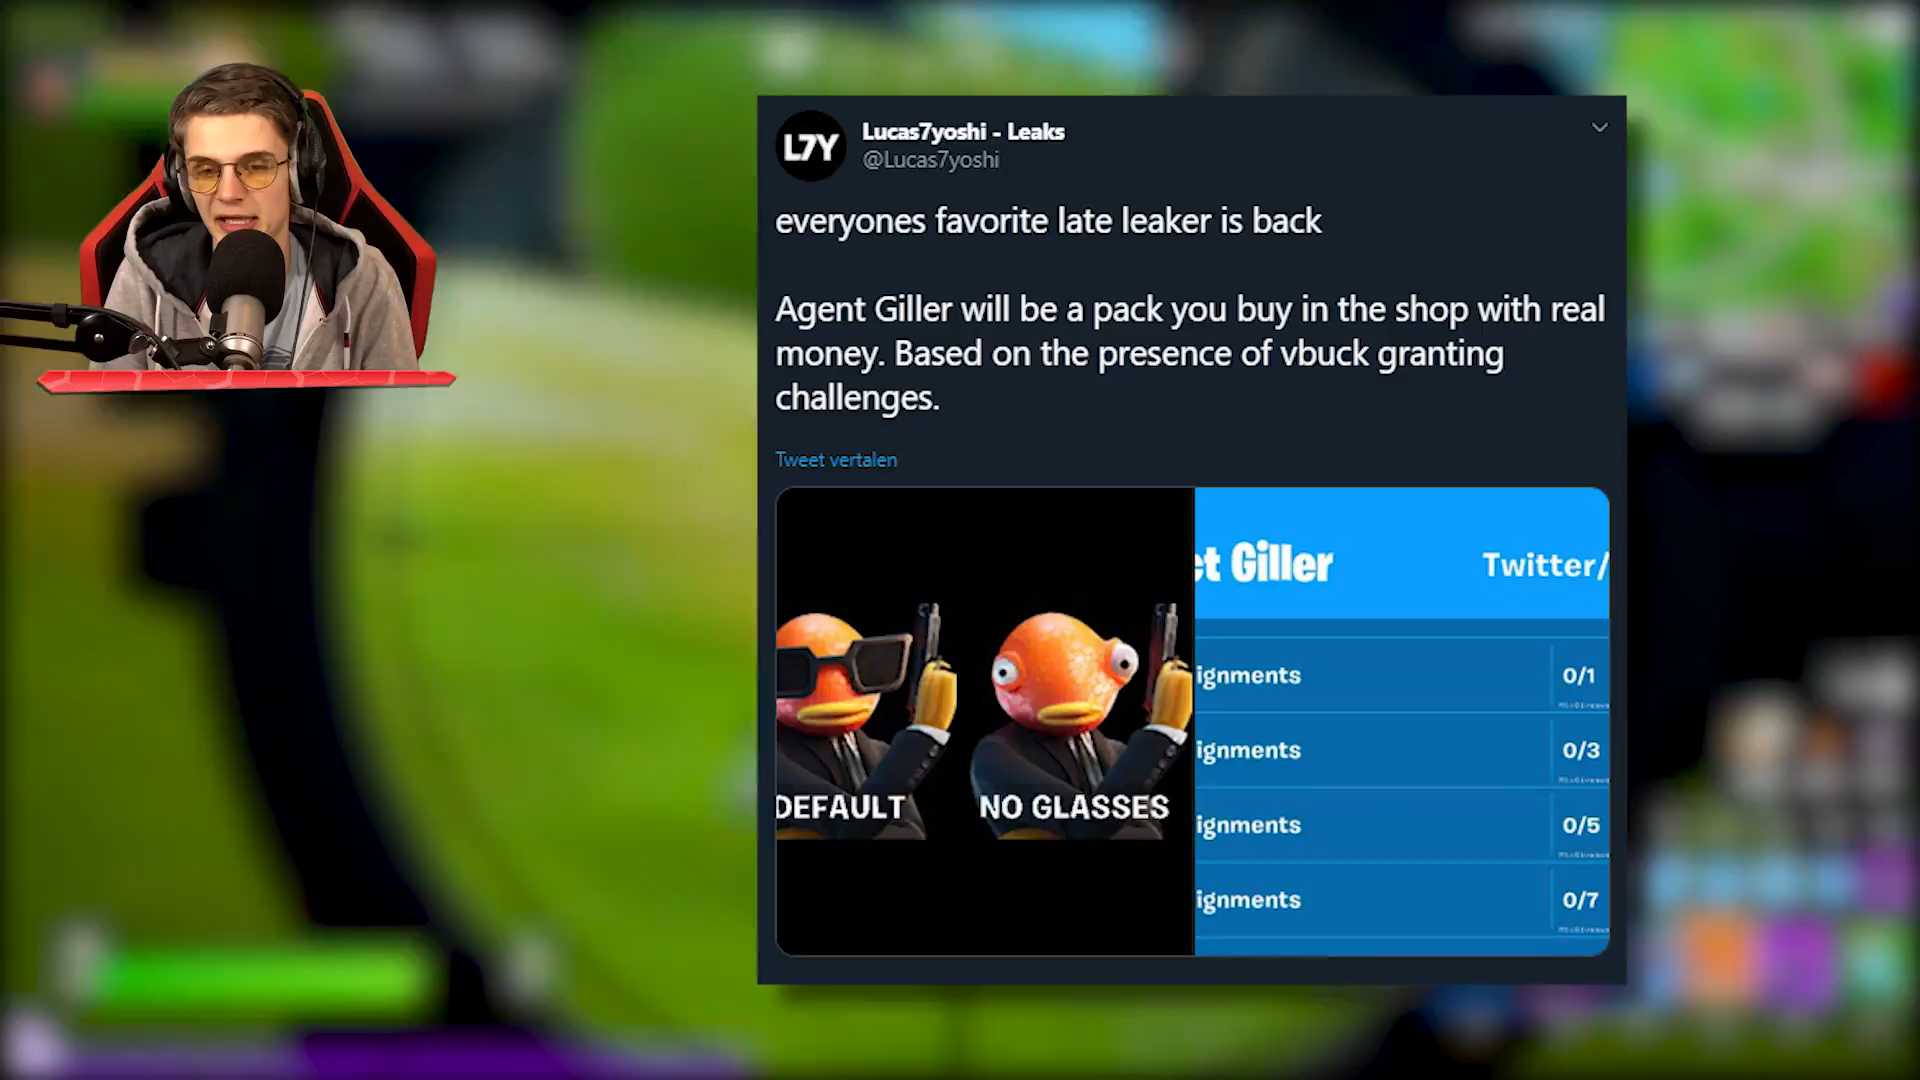 L7Y
Lucas7yoshi - Leaks
@Lucas7yoshi
everyones favorite late leaker is back
Agent Giller will be a pack you buy in the shop with real
money. Based on the presence of vbuck granting
challenges.
Tweet vertalen
DEFAULT
NO GLASSES
t Giller
Twitter/
ignments 0/1
ignments 0/3
ignments 0/5
ignments 0/7